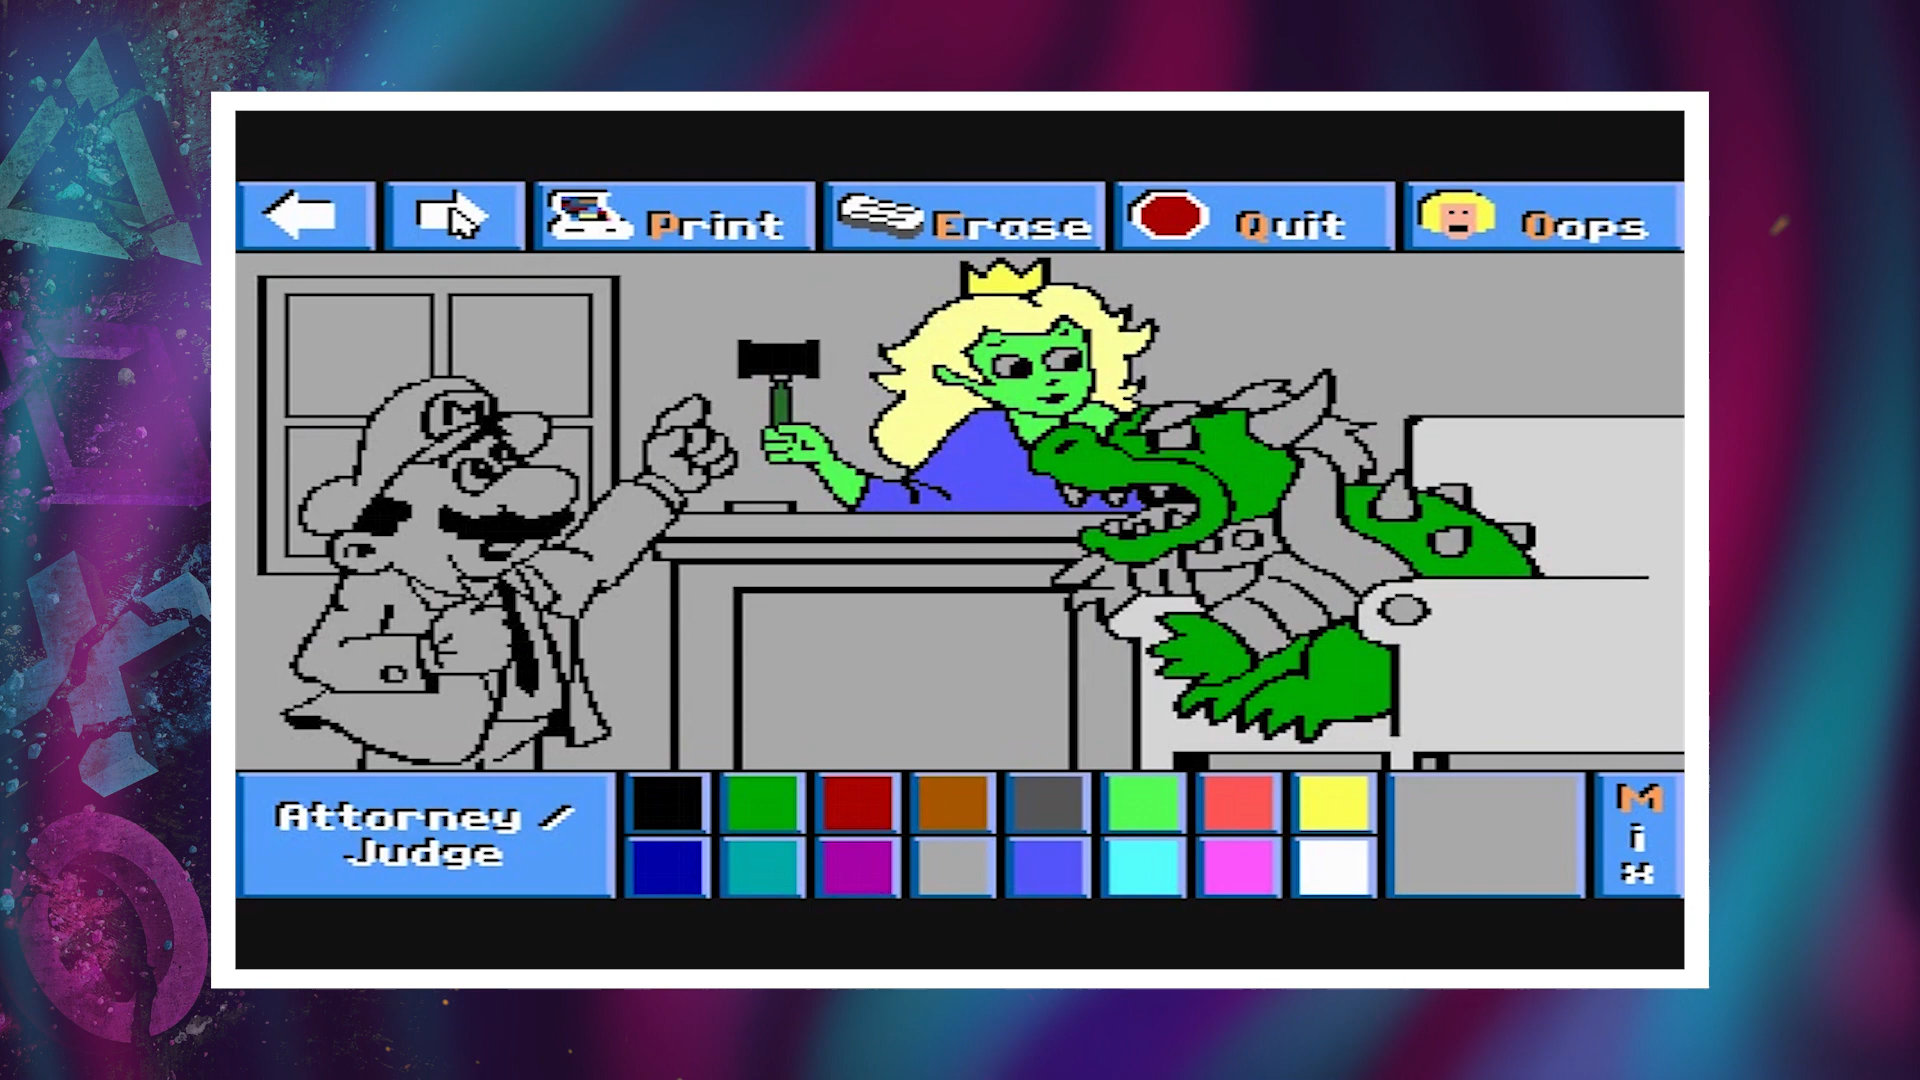 Print
Erase
Quit
Oops
M
Attorney /
Judge
Mix